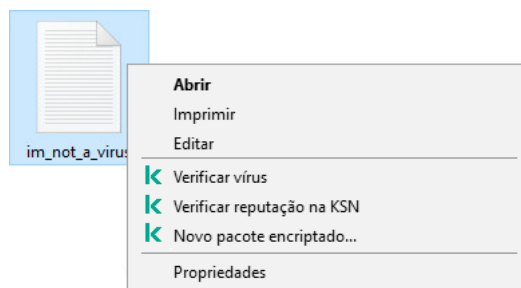 Abrir
Imprimir
Editar
im_not_a_virus
Verificar vírus
Verificar reputação na KSN
Novo pacote encriptado...
Propriedades